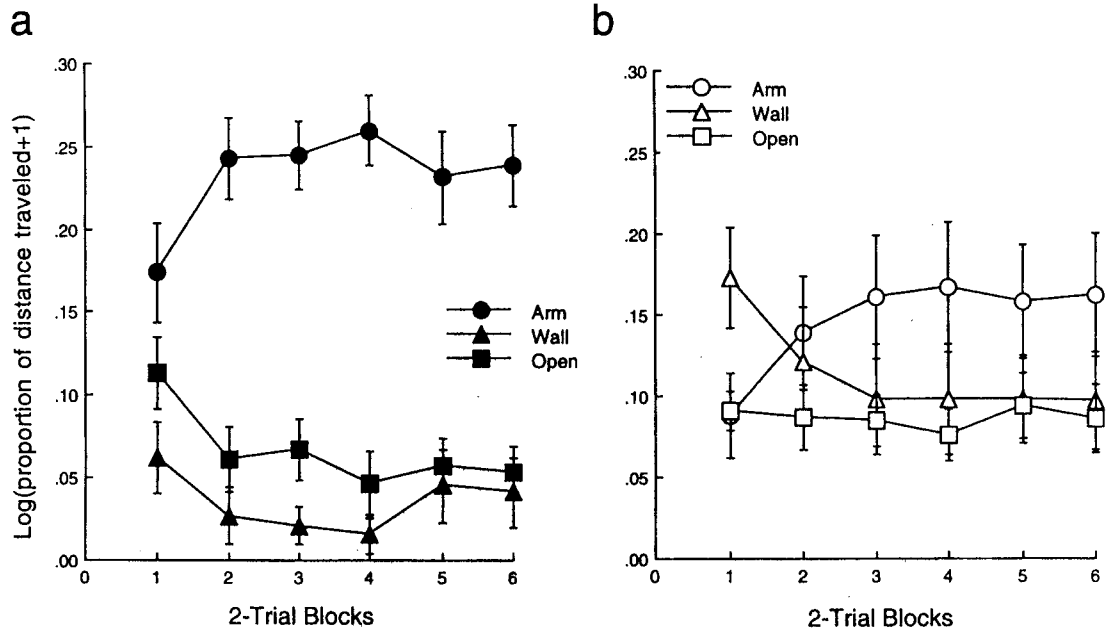 a
Log(proportion of distance traveled+1)
.30
.25
.20
.15
.10
.05
.00
0 1 2 3 4 5 6
2-Trial Blocks
Arm
Wall
Open
b
.30
.25
.20
.15
.10
.05
.00
0 1 2 3 4 5 6
2-Trial Blocks
Arm
Wall
Open